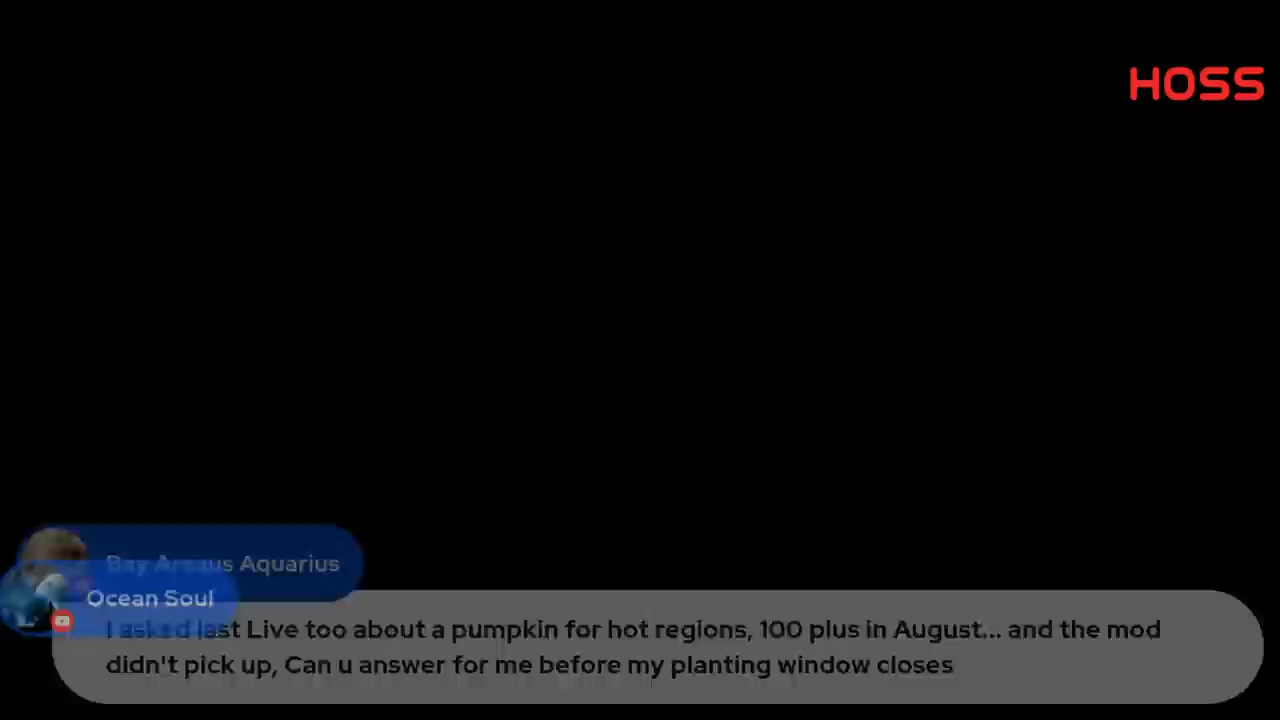 HOSS
Bay Areaus Aquarius
Ocean Soul
I asked last Live too about a pumpkin for hot regions, 100 plus in August... and the mod
didn't pick up, Can u answer for me before my planting window closes